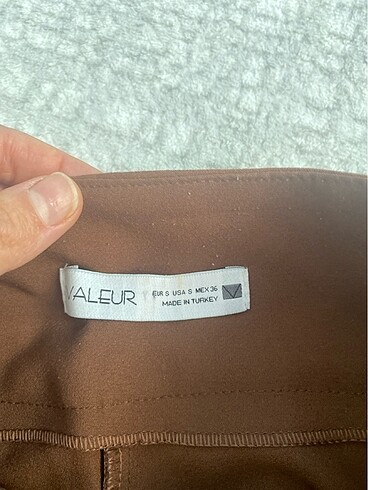 VALEUR
EUR S USA S MEX 36
MADE IN TURKEY